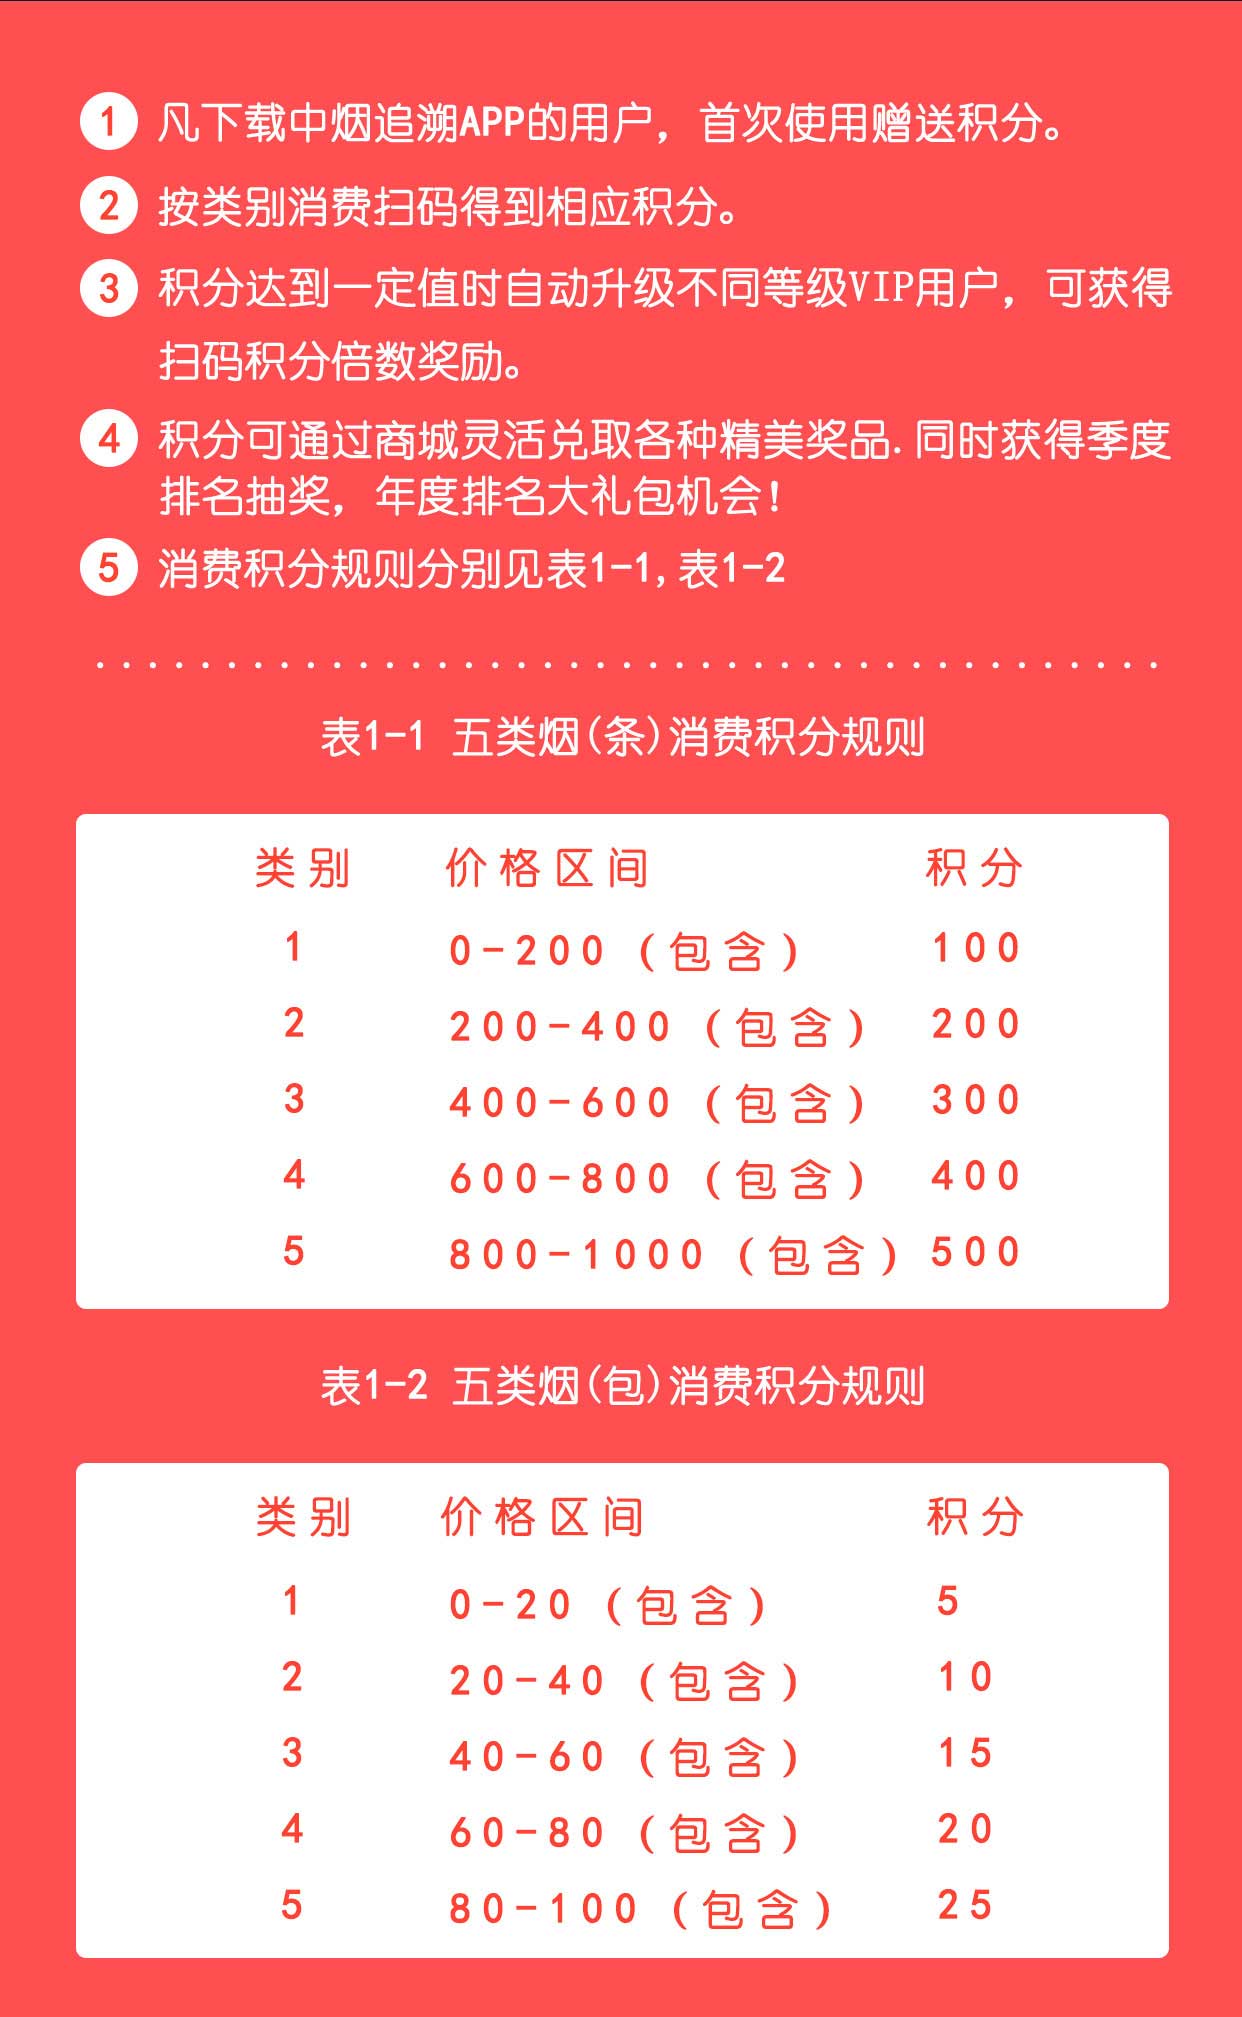 1 凡下载中烟追溯APP的用户，首次使用赠送积分。
2 按类别消费扫码得到相应积分。
3 积分达到一定值时自动升级不同等级VIP用户，可获得
扫码积分倍数奖励。
4 积分可通过商城灵活兑取各种精美奖品.同时获得季度
排名抽奖，年度排名大礼包机会!
5 消费积分规则分别见表1-1,表1-2
表1-1 五类烟(条)消费积分规则
类别 价格区间 积分
1 0-200 (包含) 100
2 200-400 (包含) 200
3 400-600 (包含) 300
4 600-800 (包含) 400
5 800-1000 (包含) 500
表1-2 五类烟(包)消费积分规则
类别 价格区间 积分
1 0-20 (包含) 5
2 20-40 (包含) 10
3 40-60 (包含) 15
4 60-80 (包含) 20
5 80-100 (包含) 25